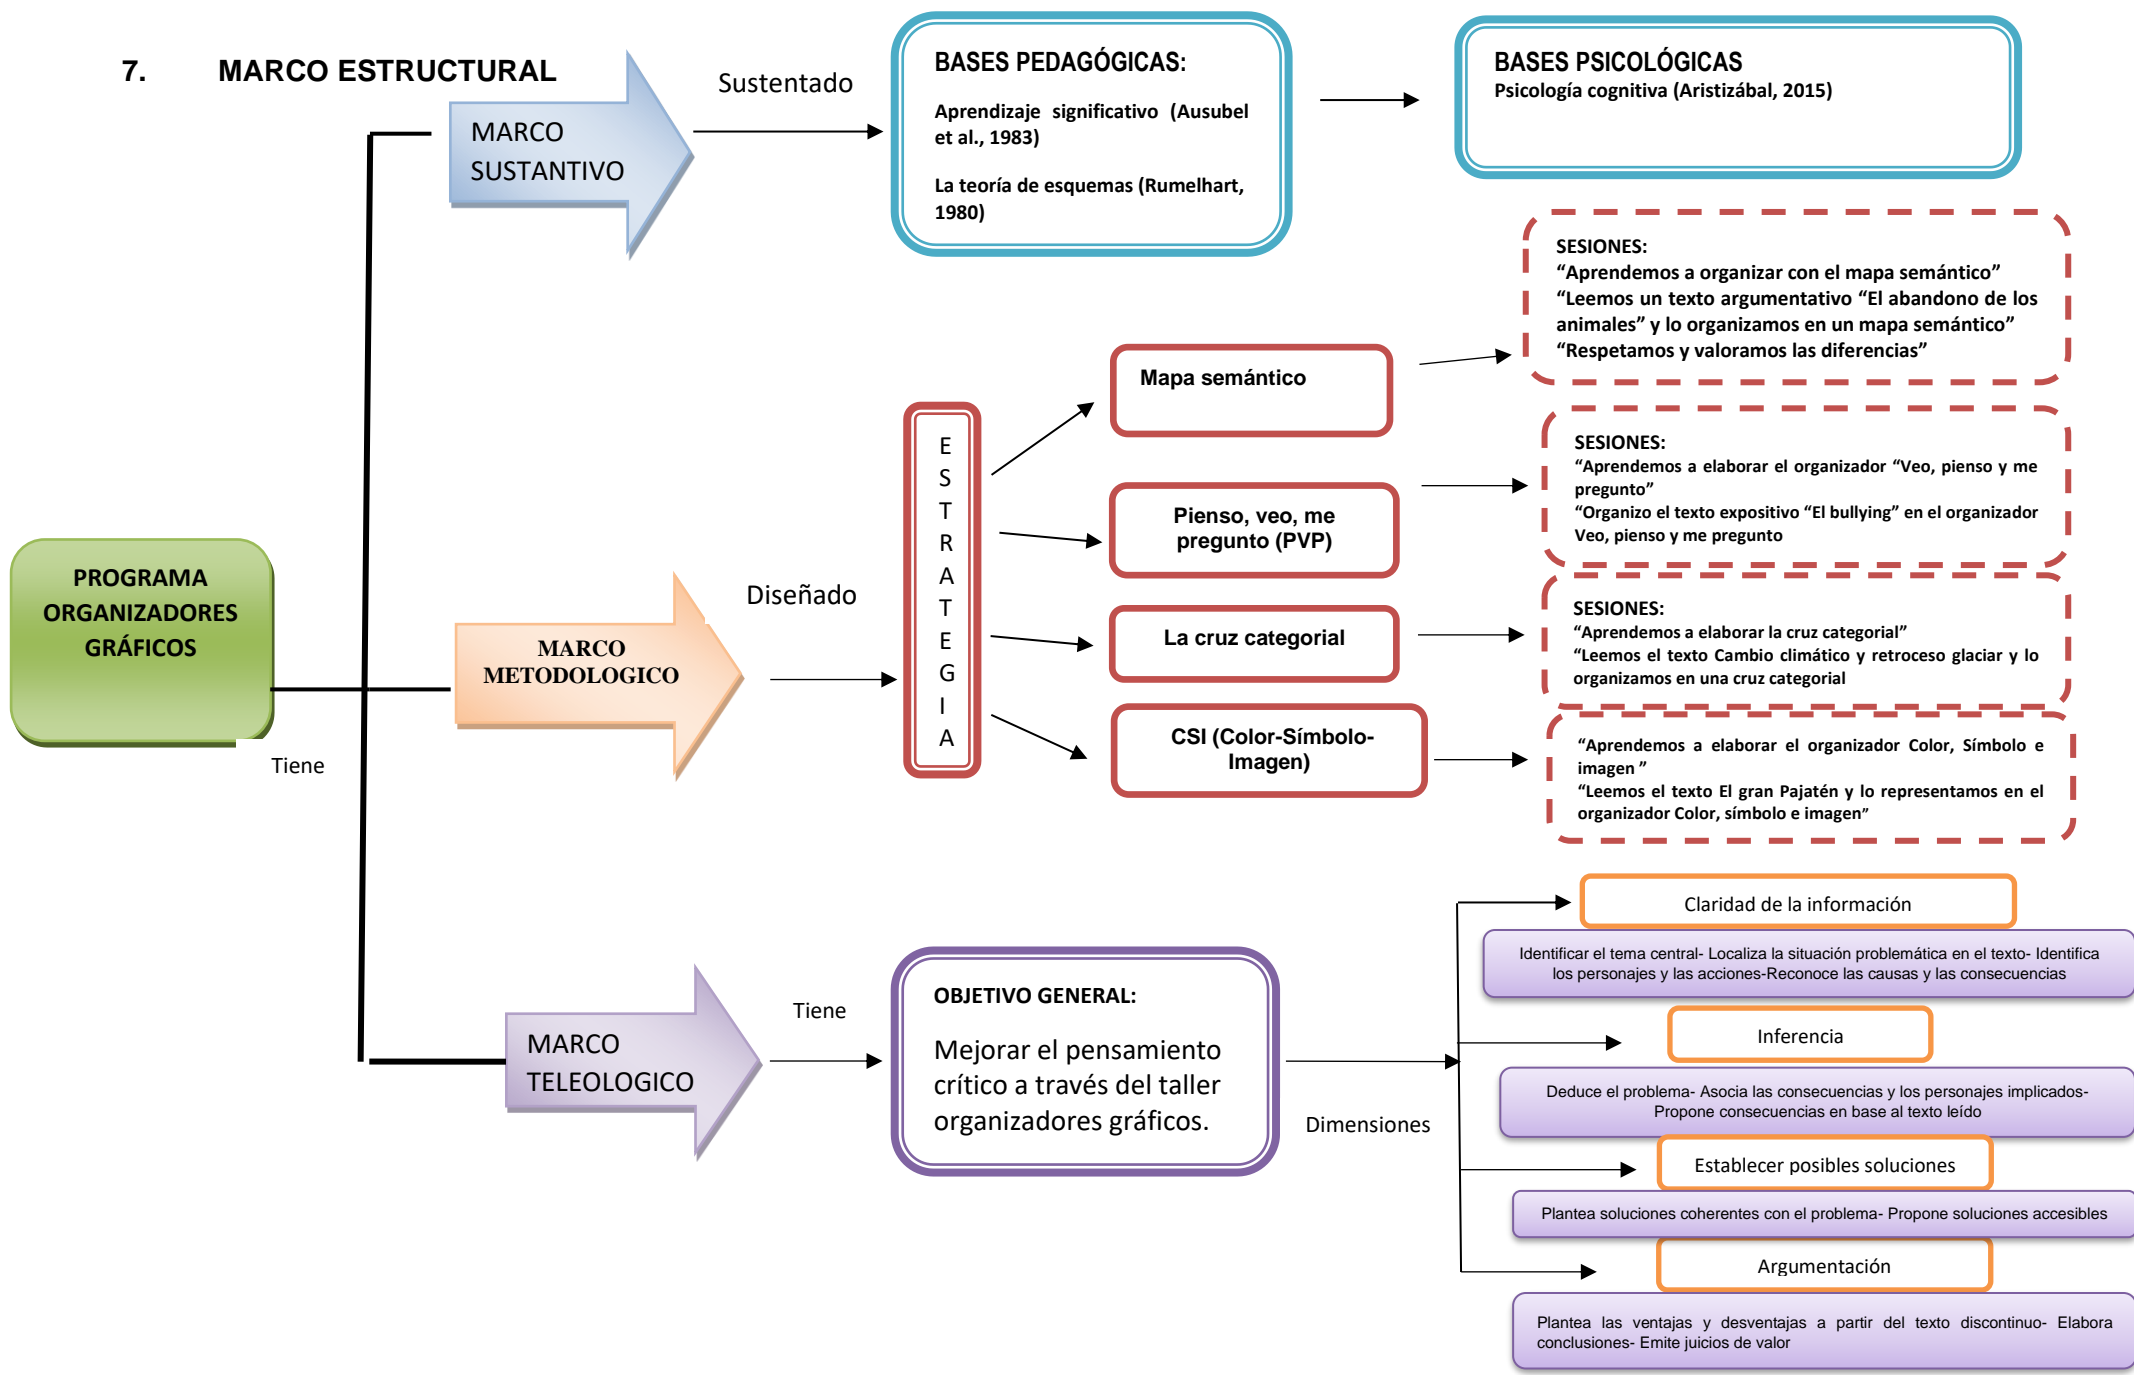 7. MARCO ESTRUCTURAL
MARCO
SUSTANTIVO
Sustentado
BASES PEDAGÓGICAS:
Aprendizaje significativo (Ausubel
et al., 1983)
La teoría de esquemas (Rumelhart,
1980)
BASES PSICOLÓGICAS
Psicología cognitiva (Aristizábal, 2015)
PROGRAMA
ORGANIZADORES
GRÁFICOS
Tiene
MARCO
METODOLOGICO
Diseñado
E
S
T
R
A
T
E
G
I
A
Mapa semántico
SESIONES:
“Aprendemos a organizar con el mapa semántico”
“Leemos un texto argumentativo “El abandono de los
animales” y lo organizamos en un mapa semántico”
“Respetamos y valoramos las diferencias”
Pienso, veo, me
pregunto (PVP)
SESIONES:
“Aprendemos a elaborar el organizador “Veo, pienso y me
pregunto”
“Organizo el texto expositivo “El bullying” en el organizador
Veo, pienso y me pregunto
La cruz categorial
SESIONES:
“Aprendemos a elaborar la cruz categorial”
“Leemos el texto Cambio climático y retroceso glaciar y lo
organizamos en una cruz categorial
CSI (Color-Símbolo-
Imagen)
“Aprendemos a elaborar el organizador Color, Símbolo e
imagen ”
“Leemos el texto El gran Pajatén y lo representamos en el
organizador Color, símbolo e imagen”
MARCO
TELEOLOGICO
Tiene
OBJETIVO GENERAL:
Mejorar el pensamiento
crítico a través del taller
organizadores gráficos.
Dimensiones
Claridad de la información
Identificar el tema central- Localiza la situación problemática en el texto- Identifica
los personajes y las acciones-Reconoce las causas y las consecuencias
Inferencia
Deduce el problema- Asocia las consecuencias y los personajes implicados-
Propone consecuencias en base al texto leído
Establecer posibles soluciones
Plantea soluciones coherentes con el problema- Propone soluciones accesibles
Argumentación
Plantea las ventajas y desventajas a partir del texto discontinuo- Elabora
conclusiones- Emite juicios de valor